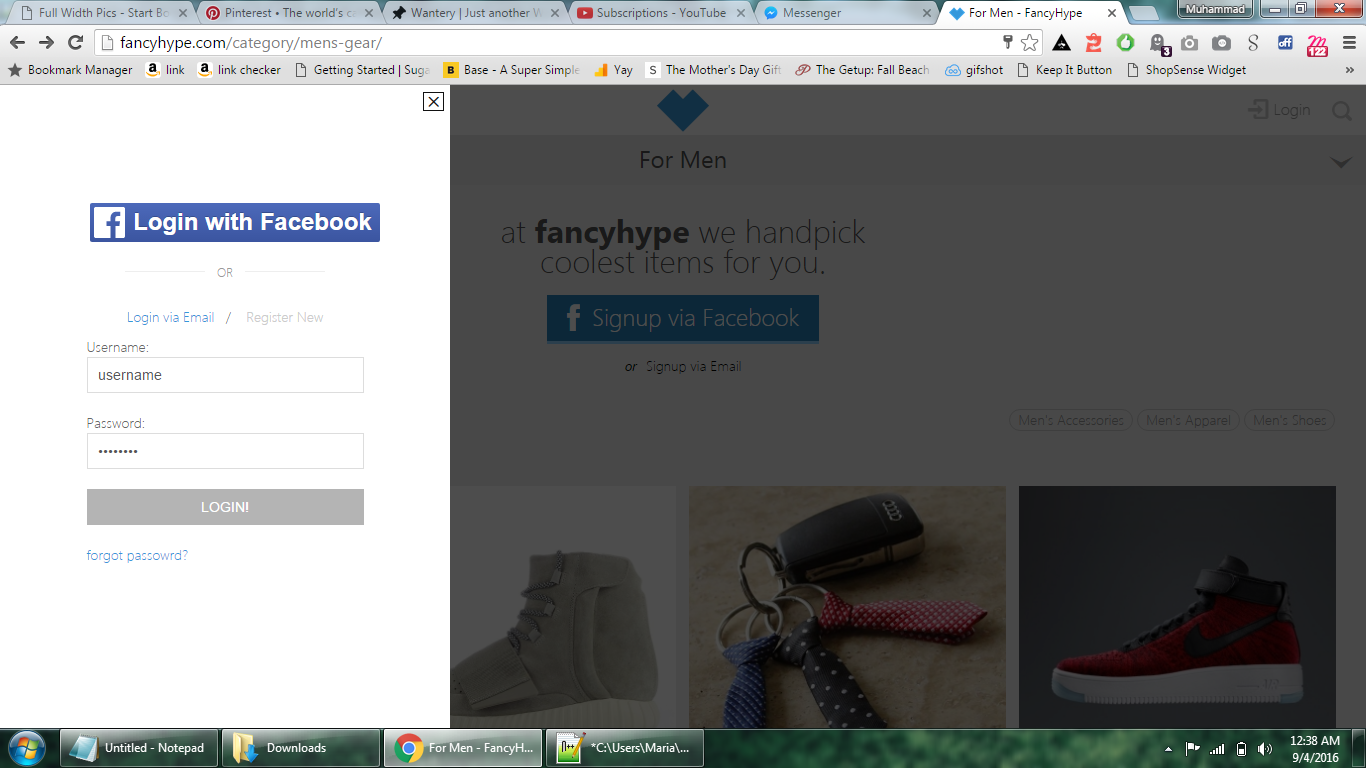 Full Width Pics - Start Bo
Pinterest • The world's ca
Wantery | Just another W
Subscriptions - YouTube
Messenger
For Men - FancyHype
Muhammad
fancyhype.com/category/mens-gear/
3
off
122
Bookmark Manager
link
link checker
Getting Started | Suga
Base - A Super Simple
Yay
The Mother's Day Gift
The Getup: Fall Beach
gifshot
Keep It Button
ShopSense Widget
»
Login
For Men
Login with Facebook
OR
Login via Email / Register New
Username:
username
Password:
••••••••
LOGIN!
forgot passowrd?
at fancyhype we handpick
coolest items for you.
Signup via Facebook
or Signup via Email
Men's Accessories
Men's Apparel
Men's Shoes
Untitled - Notepad
Downloads
For Men - FancyH...
*C:\Users\Maria\...
12:38 AM
9/4/2016